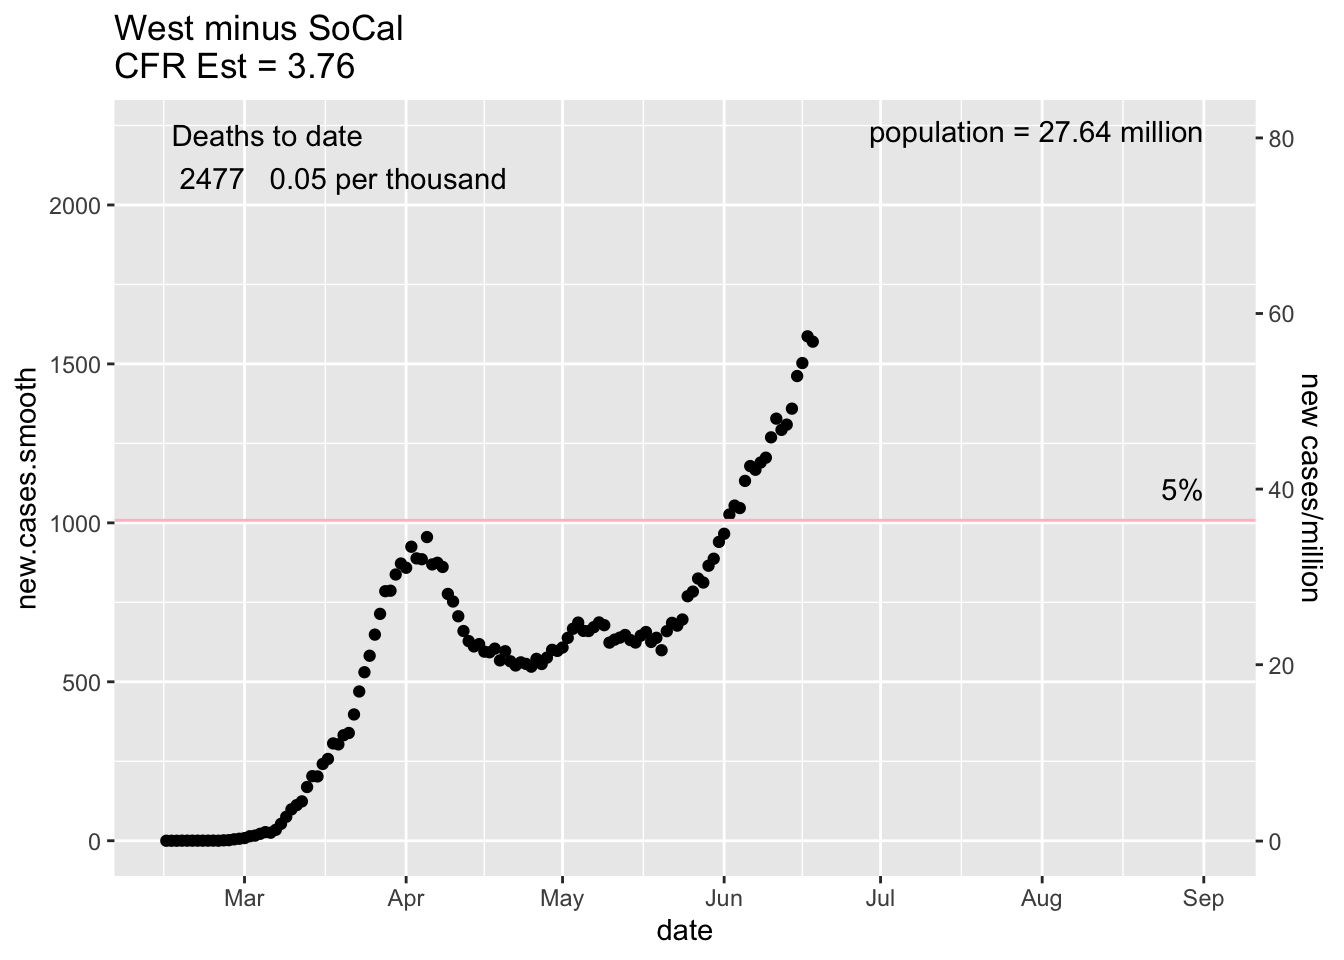 West minus SoCal
CFR Est = 3.76
Deaths to date
2477 0.05 per thousand
population = 27.64 million
5%
new.cases.smooth
2000
1500
1000
500
0
80
60
40
20
0
new cases/million
Mar Apr May Jun Jul Aug Sep
date